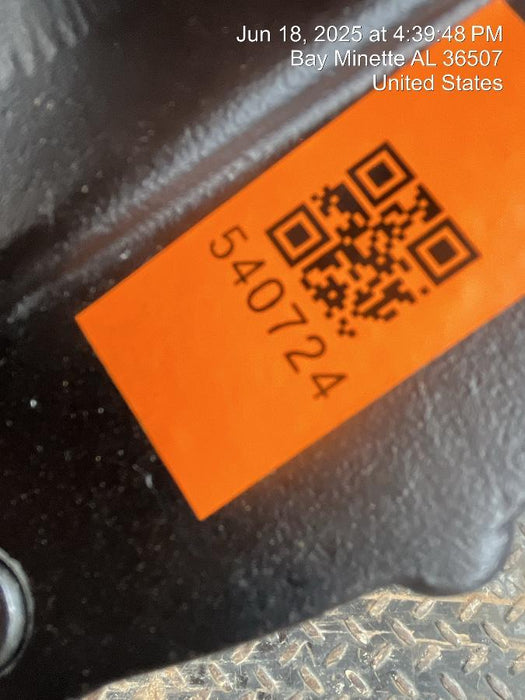 Jun 18, 2025 at 4:39:48 PM
Bay Minette AL 36507
United States
540724